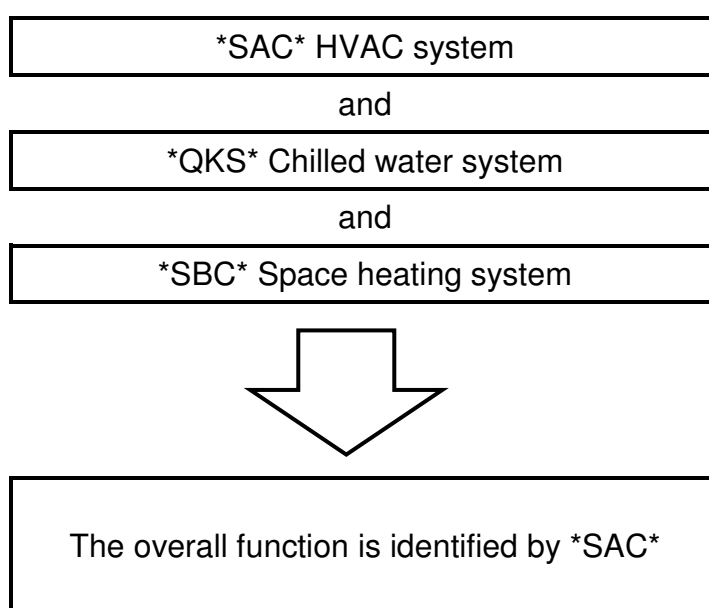 *SAC* HVAC system
and
*QKS* Chilled water system
and
*SBC* Space heating system
The overall function is identified by *SAC*